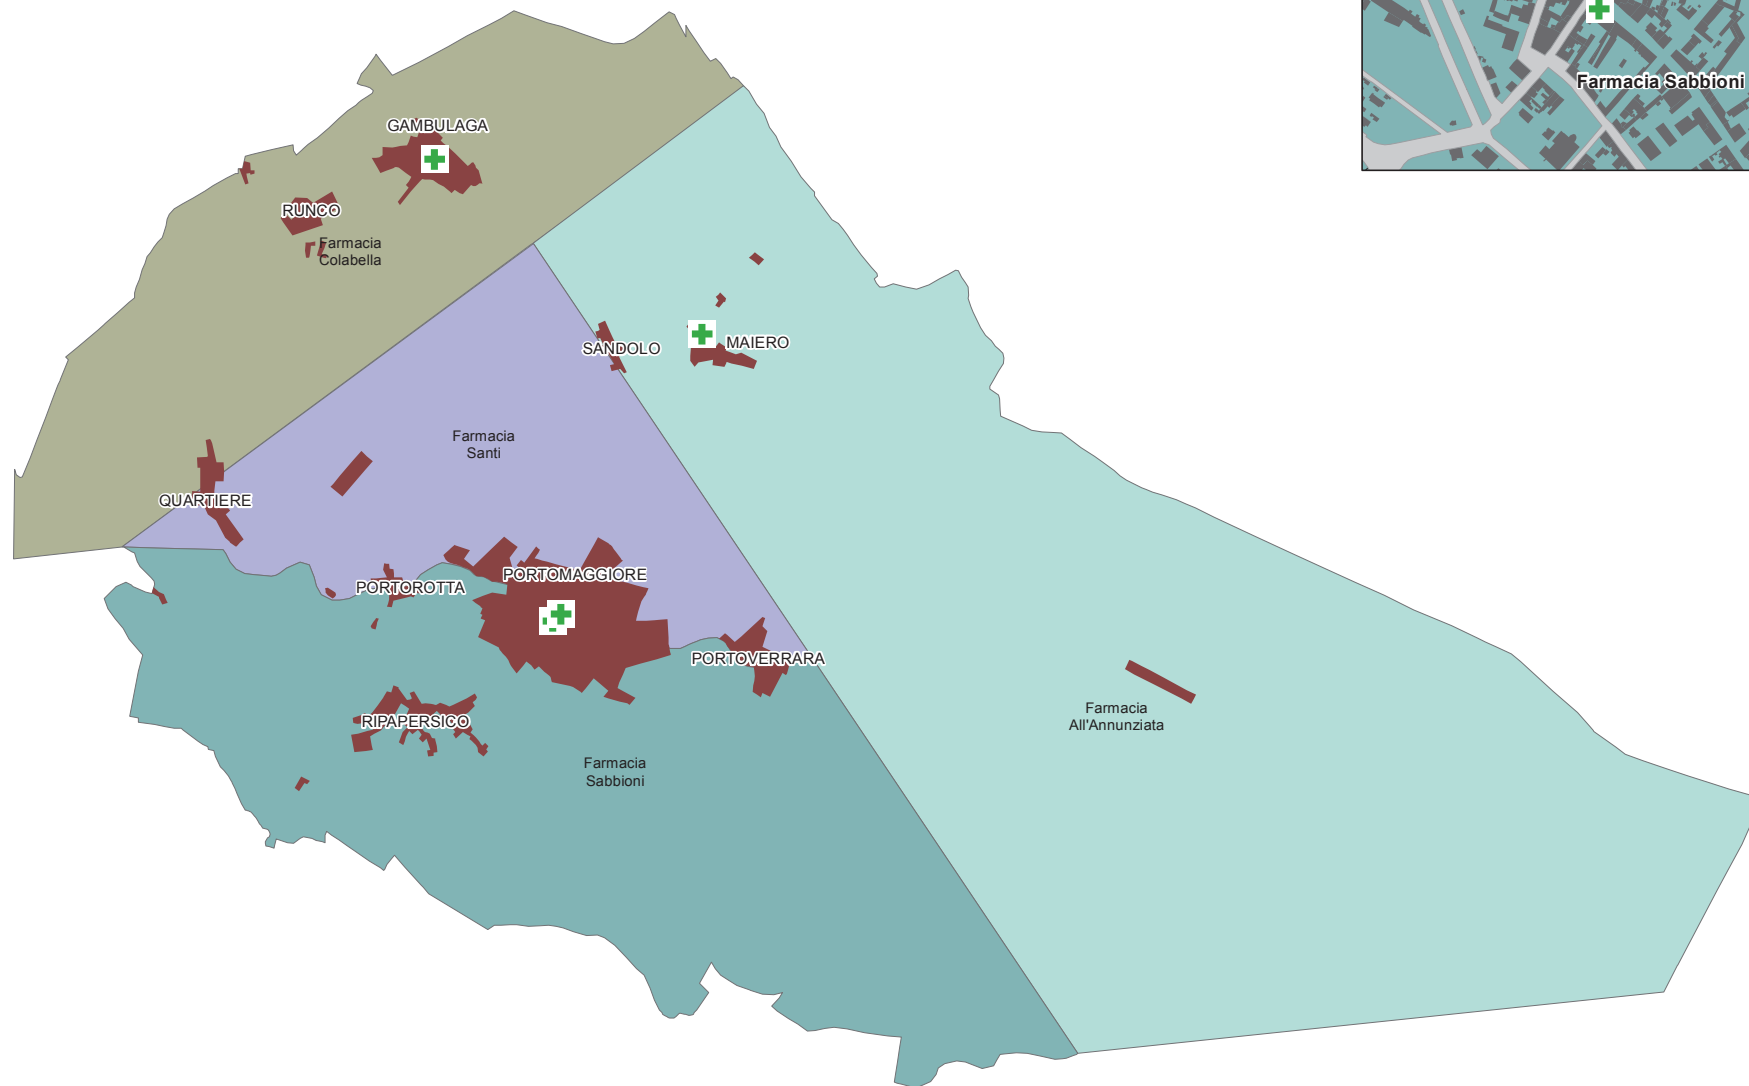 Farmacia Sabbioni
GAMBULAGA
RUNCO
Farmacia
Colabella
SANDOLO
MAIERO
Farmacia
Santi
QUARTIERE
PORTOMAGGIORE
PORTOROTTA
PORTOVERRARA
Farmacia
All'Annunziata
RIPAPERSICO
Farmacia
Sabbioni